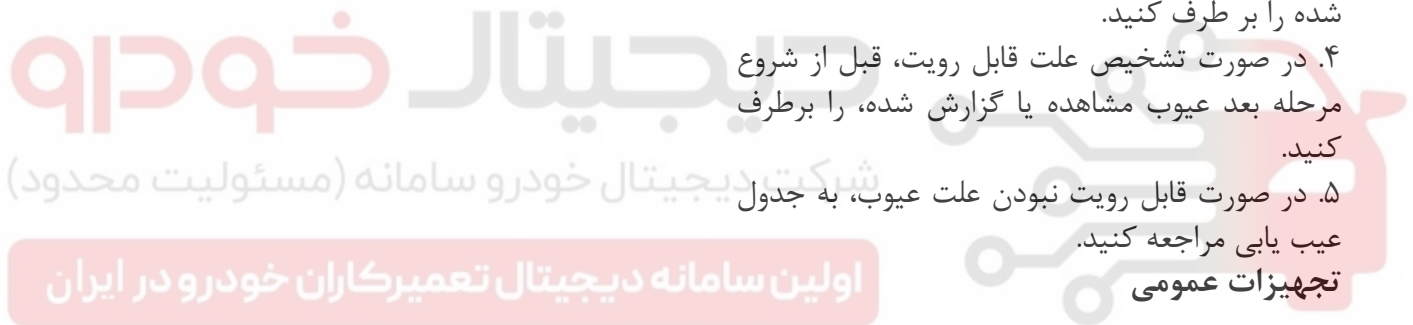 شده را بر طرف کنید.
۴. در صورت تشخیص علت قابل رویت، قبل از شروع
مرحله بعد عیوب مشاهده یا گزارش شده، را برطرف
کنید.
۵. در صورت قابل رویت نبودن علت عیوب، به جدول
عیب یابی مراجعه کنید.
تجهیزات عمومی
دیجیتال خودرو
شرکت دیجیتال خودرو سامانه (مسئولیت محدود)
اولین سامانه دیجیتال تعمیرکاران خودرو در ایران